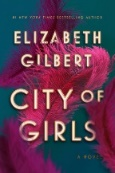 #1 NEW YORK TIMES BESTSELLING AUTHOR
ELIZABETH
GILBERT
CITY OF
GIRLS
A NOVEL